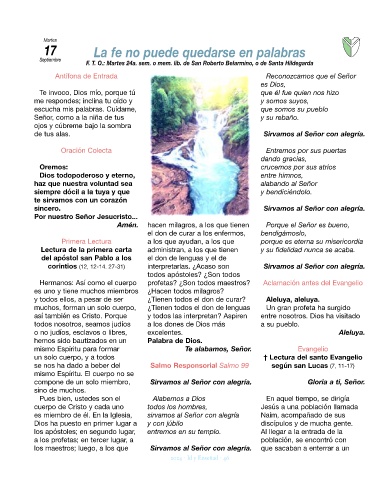 Martes
17
Septiembre
La fe no puede quedarse en palabras
F. T. O.: Martes 24a. sem. o mem. lib. de San Roberto Belarmino, o de Santa Hildegarda
Antífona de Entrada
Te invoco, Dios mío, porque tú
me respondes; inclina tu oído y
escucha mis palabras. Cuídame,
Señor, como a la niña de tus
ojos y cúbreme bajo la sombra
de tus alas.
Oración Colecta
Oremos:
Dios todopoderoso y eterno,
haz que nuestra voluntad sea
siempre dócil a la tuya y que
te sirvamos con un corazón
sincero.
Por nuestro Señor Jesucristo...
Amén.
Primera Lectura
Lectura de la primera carta
del apóstol san Pablo a los
corintios (12, 12-14. 27-31)
Hermanos: Así como el cuerpo
es uno y tiene muchos miembros
y todos ellos, a pesar de ser
muchos, forman un solo cuerpo,
así también es Cristo. Porque
todos nosotros, seamos judíos
o no judíos, esclavos o libres,
hemos sido bautizados en un
mismo Espíritu para formar
un solo cuerpo, y a todos
se nos ha dado a beber del
mismo Espíritu. El cuerpo no se
compone de un solo miembro,
sino de muchos.
Pues bien, ustedes son el
cuerpo de Cristo y cada uno
es miembro de él. En la Iglesia,
Dios ha puesto en primer lugar a
los apóstoles; en segundo lugar,
a los profetas; en tercer lugar, a
los maestros; luego, a los que
hacen milagros, a los que tienen
el don de curar a los enfermos,
a los que ayudan, a los que
administran, a los que tienen
el don de lenguas y el de
interpretarlas. ¿Acaso son
todos apóstoles? ¿Son todos
profetas? ¿Son todos maestros?
¿Hacen todos milagros?
¿Tienen todos el don de curar?
¿Tienen todos el don de lenguas
y todos las interpretan? Aspiren
a los dones de Dios más
excelentes.
Palabra de Dios.
Te alabamos, Señor.
Salmo Responsorial Salmo 99
Sirvamos al Señor con alegría.
Alabemos a Dios
todos los hombres,
sirvamos al Señor con alegría
y con júbilo
entremos en su templo.
Sirvamos al Señor con alegría.
Reconozcamos que el Señor
es Dios,
que él fue quien nos hizo
y somos suyos,
que somos su pueblo
y su rebaño.
Sirvamos al Señor con alegría.
Entremos por sus puertas
dando gracias,
crucemos por sus atrios
entre himnos,
alabando al Señor
y bendiciéndolo.
Sirvamos al Señor con alegría.
Porque el Señor es bueno,
bendigámoslo,
porque es eterna su misericordia
y su fidelidad nunca se acaba.
Sirvamos al Señor con alegría.
Aclamación antes del Evangelio
Aleluya, aleluya.
Un gran profeta ha surgido
entre nosotros. Dios ha visitado
a su pueblo.
Aleluya.
Evangelio
† Lectura del santo Evangelio
según san Lucas (7, 11-17)
Gloria a ti, Señor.
En aquel tiempo, se dirigía
Jesús a una población llamada
Naím, acompañado de sus
discípulos y de mucha gente.
Al llegar a la entrada de la
población, se encontró con
que sacaban a enterrar a un